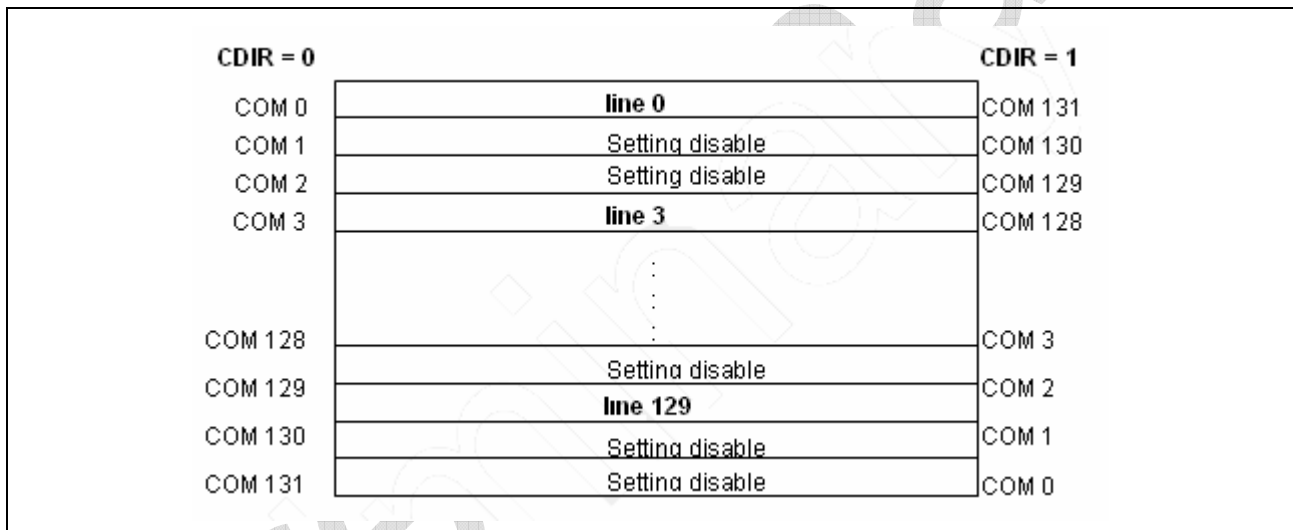 CDIR = 0 CDIR = 1
COM 0 line 0 COM 131
COM 1 Setting disable COM 130
COM 2 Setting disable COM 129
COM 3 line 3 COM 128
COM 128 COM 3
Setting disable
COM 129 COM 2
line 129
COM 130 Setting disable COM 1
COM 131 Setting disable COM 0